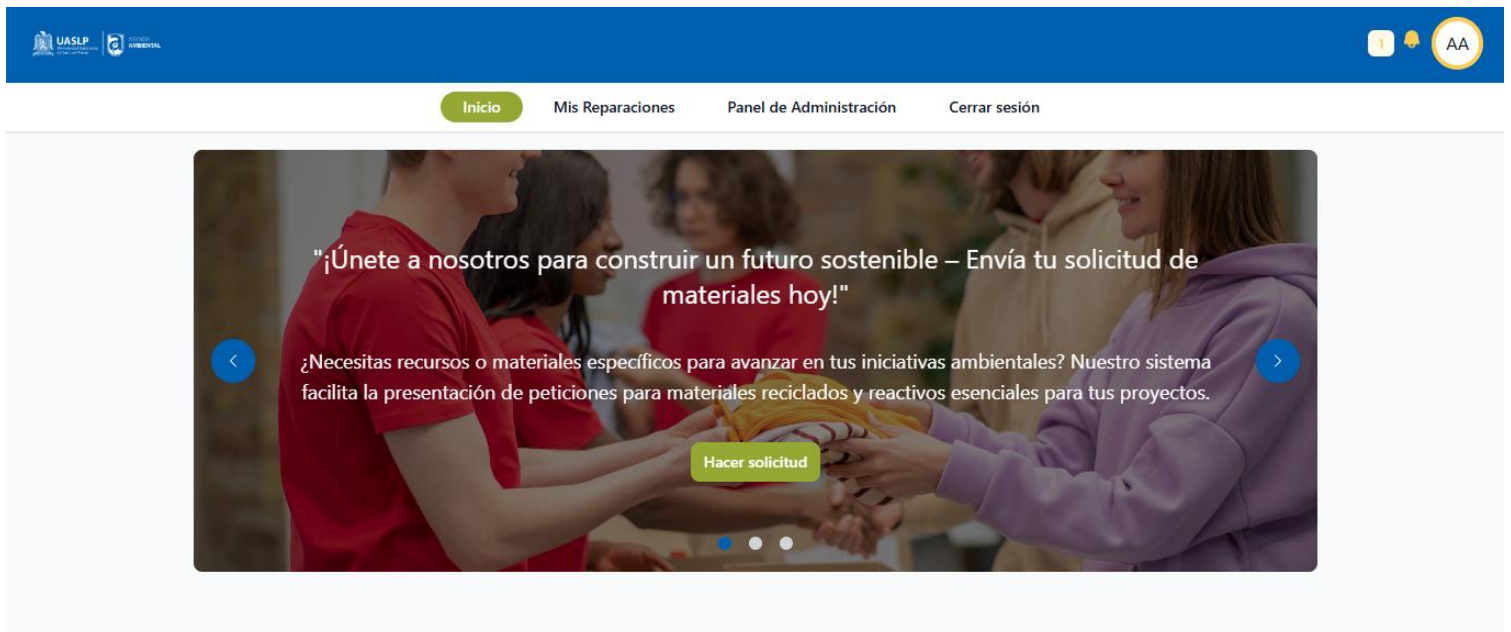 UASLP
AGENDA
AMBIENTAL
1
AA
Inicio
Mis Reparaciones
Panel de Administración
Cerrar sesión
"¡Únete a nosotros para construir un futuro sostenible – Envía tu solicitud de
materiales hoy!"
¿Necesitas recursos o materiales específicos para avanzar en tus iniciativas ambientales? Nuestro sistema
facilita la presentación de peticiones para materiales reciclados y reactivos esenciales para tus proyectos.
Hacer solicitud